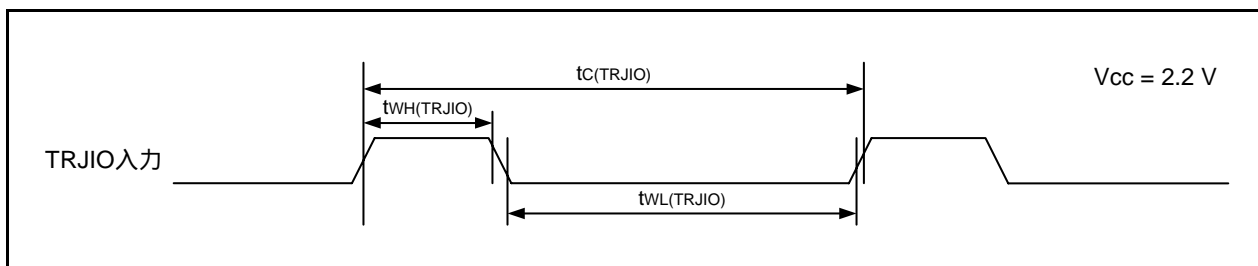 tC(TRJIO)
Vcc = 2.2 V
tWH(TRJIO)
TRJIO入力
tWL(TRJIO)